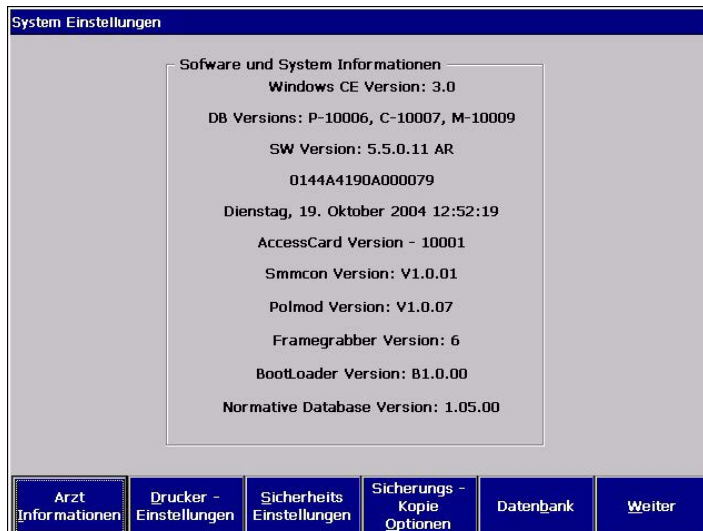 System Einstellungen
Sofware und System Informationen
Windows CE Version: 3.0
DB Versions: P-10006, C-10007, M-10009
SW Version: 5.5.0.11 AR
0144A4190A000079
Dienstag, 19. Oktober 2004 12:52:19
AccessCard Version - 10001
Smmcon Version: V1.0.01
Polmod Version: V1.0.07
Framegrabber Version: 6
BootLoader Version: B1.0.00
Normative Database Version: 1.05.00
Arzt
Informationen
Drucker -
Einstellungen
Sicherheits
Einstellungen
Sicherungs -
Kopie
Optionen
Datenbank
Weiter